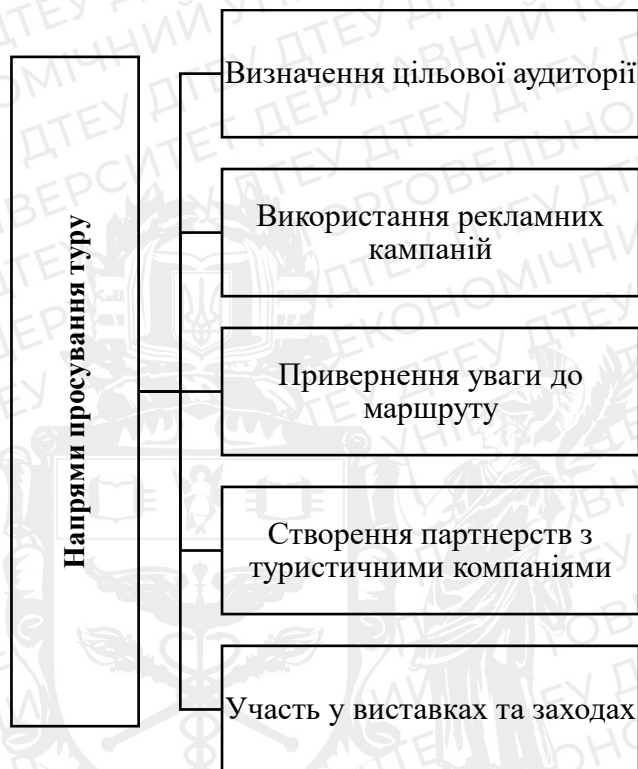 Напрями просування туру
Визначення цільової аудиторії
Використання рекламних
кампаній
Привернення уваги до
маршруту
Створення партнерств з
туристичними компаніями
Участь у виставках та заходах